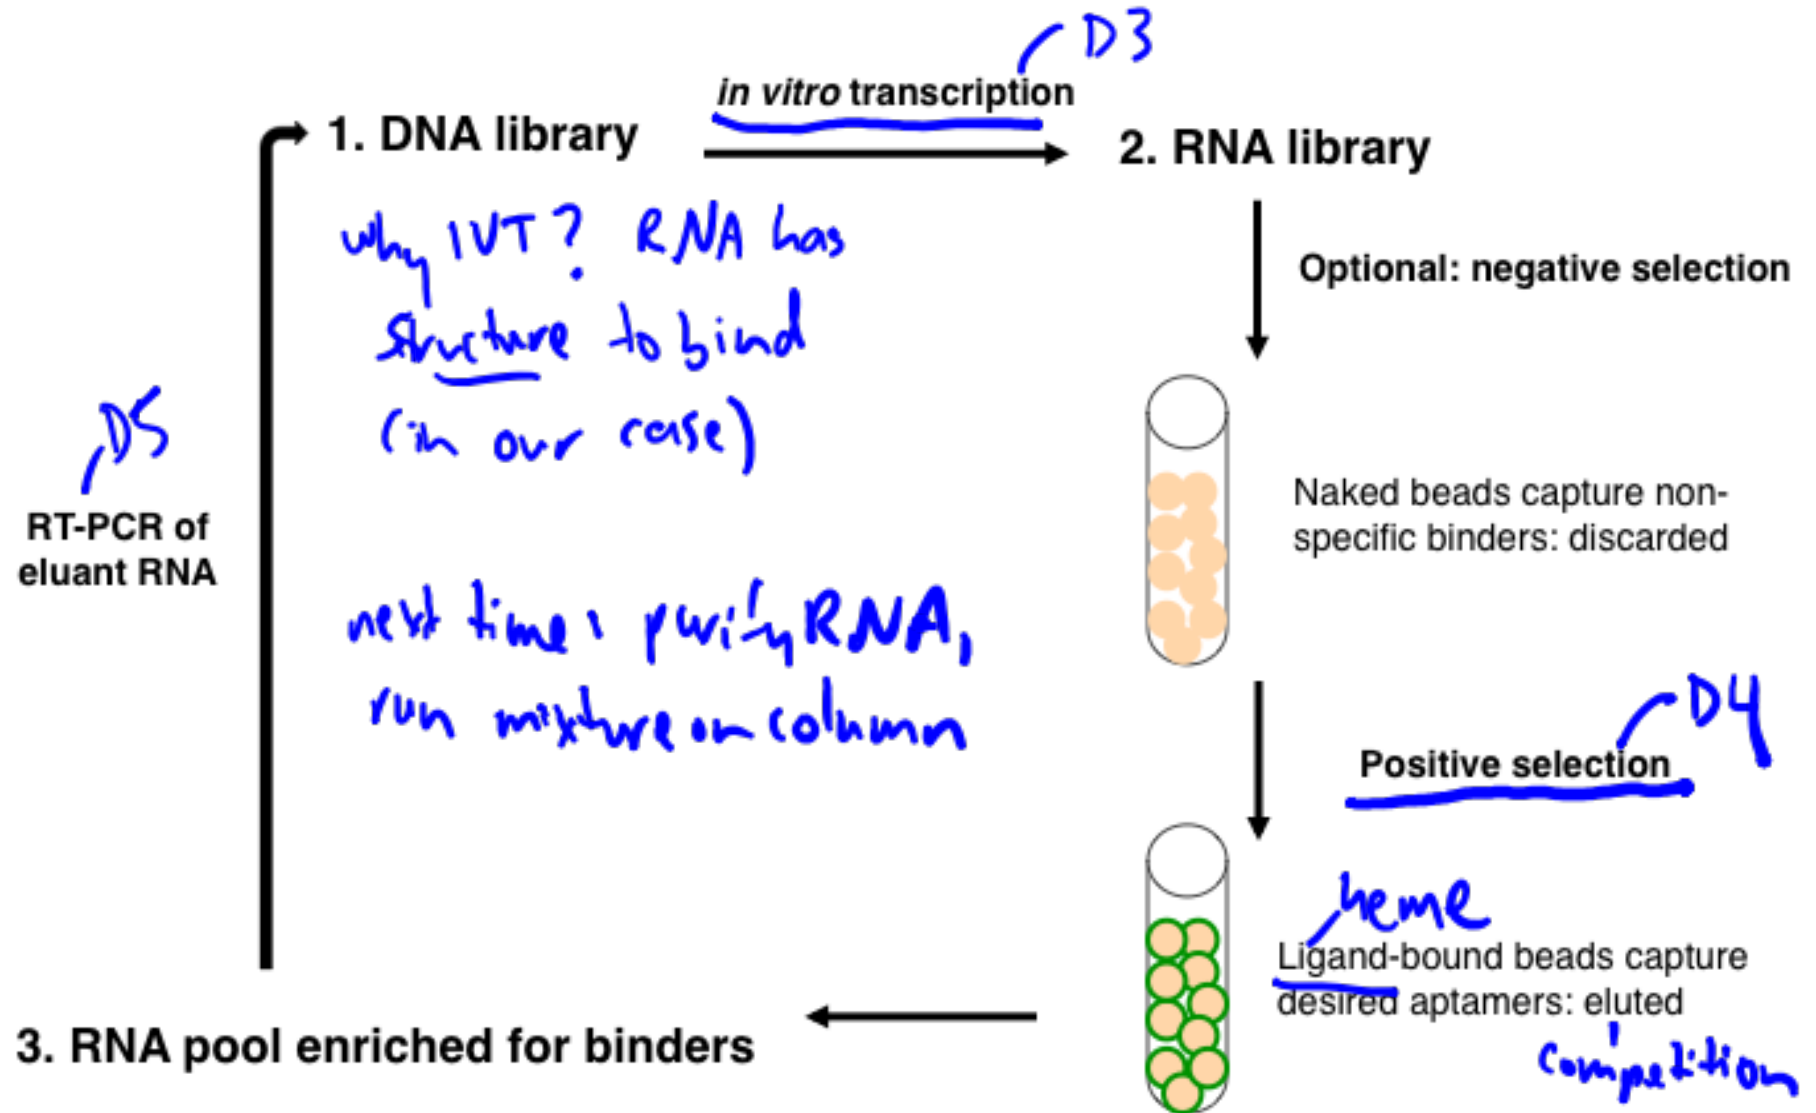 D3
in vitro transcription
1. DNA library
2. RNA library
why IVT? RNA has
structure to bind
(in our case)
Optional: negative selection
D5
RT-PCR of
eluant RNA
Naked beads capture non-
specific binders: discarded
next time: purify RNA,
run mixture on column
D4
Positive selection
heme
Ligand-bound beads capture
desired aptamers: eluted
competition
3. RNA pool enriched for binders